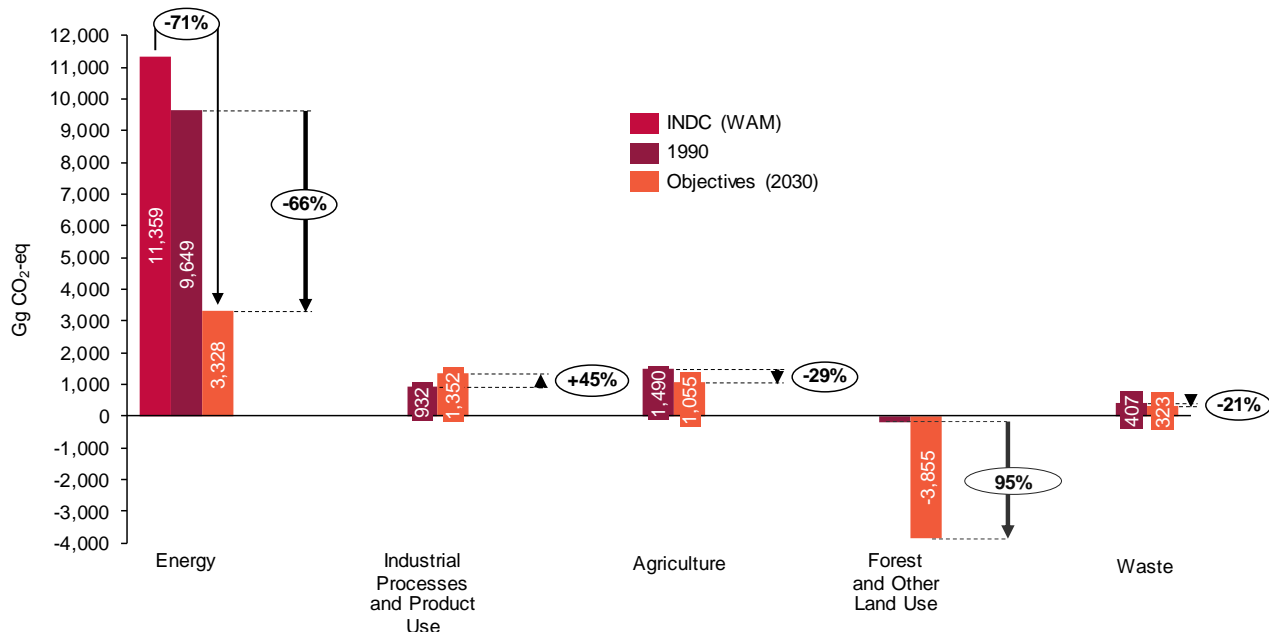 -71%
12,000
11,000
10,000
9,000
8,000
7,000
6,000
5,000
4,000
3,000
2,000
1,000
0
-1,000
-2,000
-3,000
-4,000
Gg CO₂-eq
INDC (WAM)
1990
Objectives (2030)
11,359
9,649
3,328
-66%
932
1,352
+45%
1,490
1,055
-29%
-3,855
95%
407
323
-21%
Energy
Industrial
Processes
and Product
Use
Agriculture
Forest
and Other
Land Use
Waste